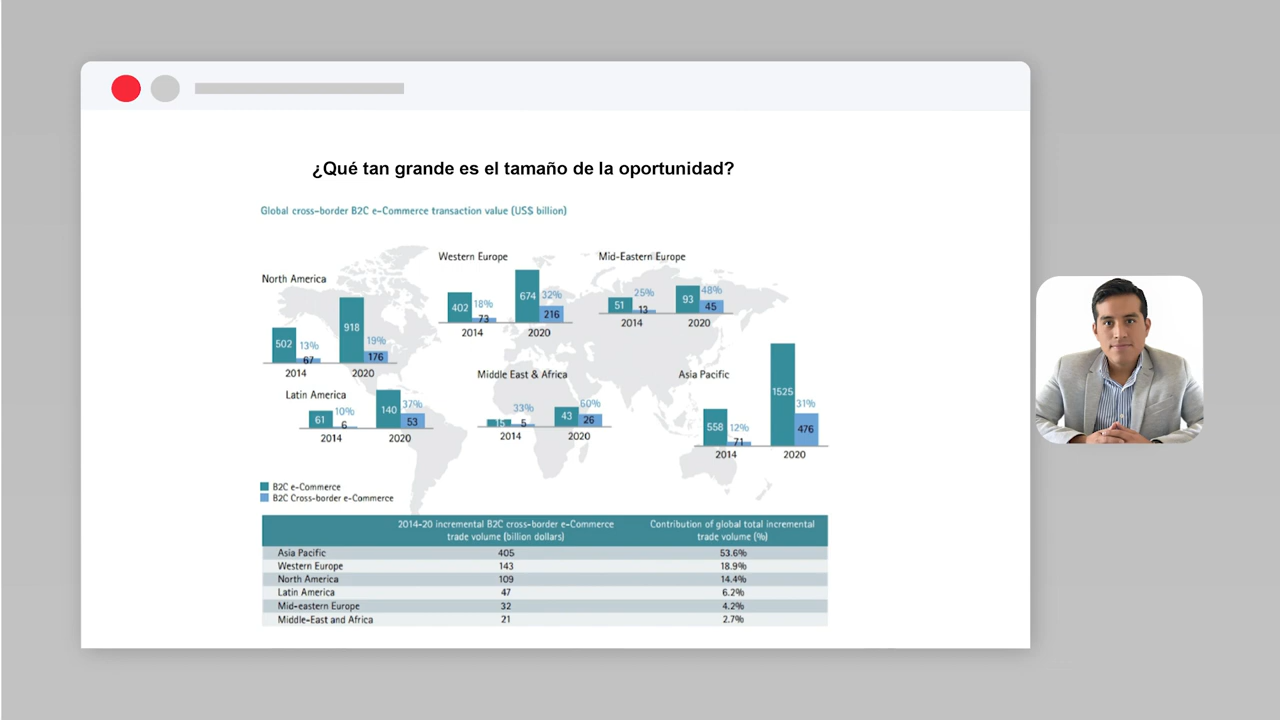 ¿Qué tan grande es el tamaño de la oportunidad?
Global cross-border B2C e-Commerce transaction value (US$ billion)
North America
502
13%
67
2014
918
19%
176
2020
Western Europe
402
18%
73
2014
674
32%
216
2020
Mid-Eastern Europe
51
25%
13
2014
93
48%
45
2020
Latin America
61
10%
6
2014
140
37%
53
2020
Middle East & Africa
15
33%
5
2014
43
60%
26
2020
Asia Pacific
558
12%
71
2014
1525
31%
476
2020
B2C e-Commerce
B2C Cross-border e-Commerce
2014-20 incremental B2C cross-border e-Commerce
trade volume (billion dollars)
Contribution of global total incremental
trade volume (%)
Asia Pacific 405 53.6%
Western Europe 143 18.9%
North America 109 14.4%
Latin America 47 6.2%
Mid-eastern Europe 32 4.2%
Middle-East and Africa 21 2.7%